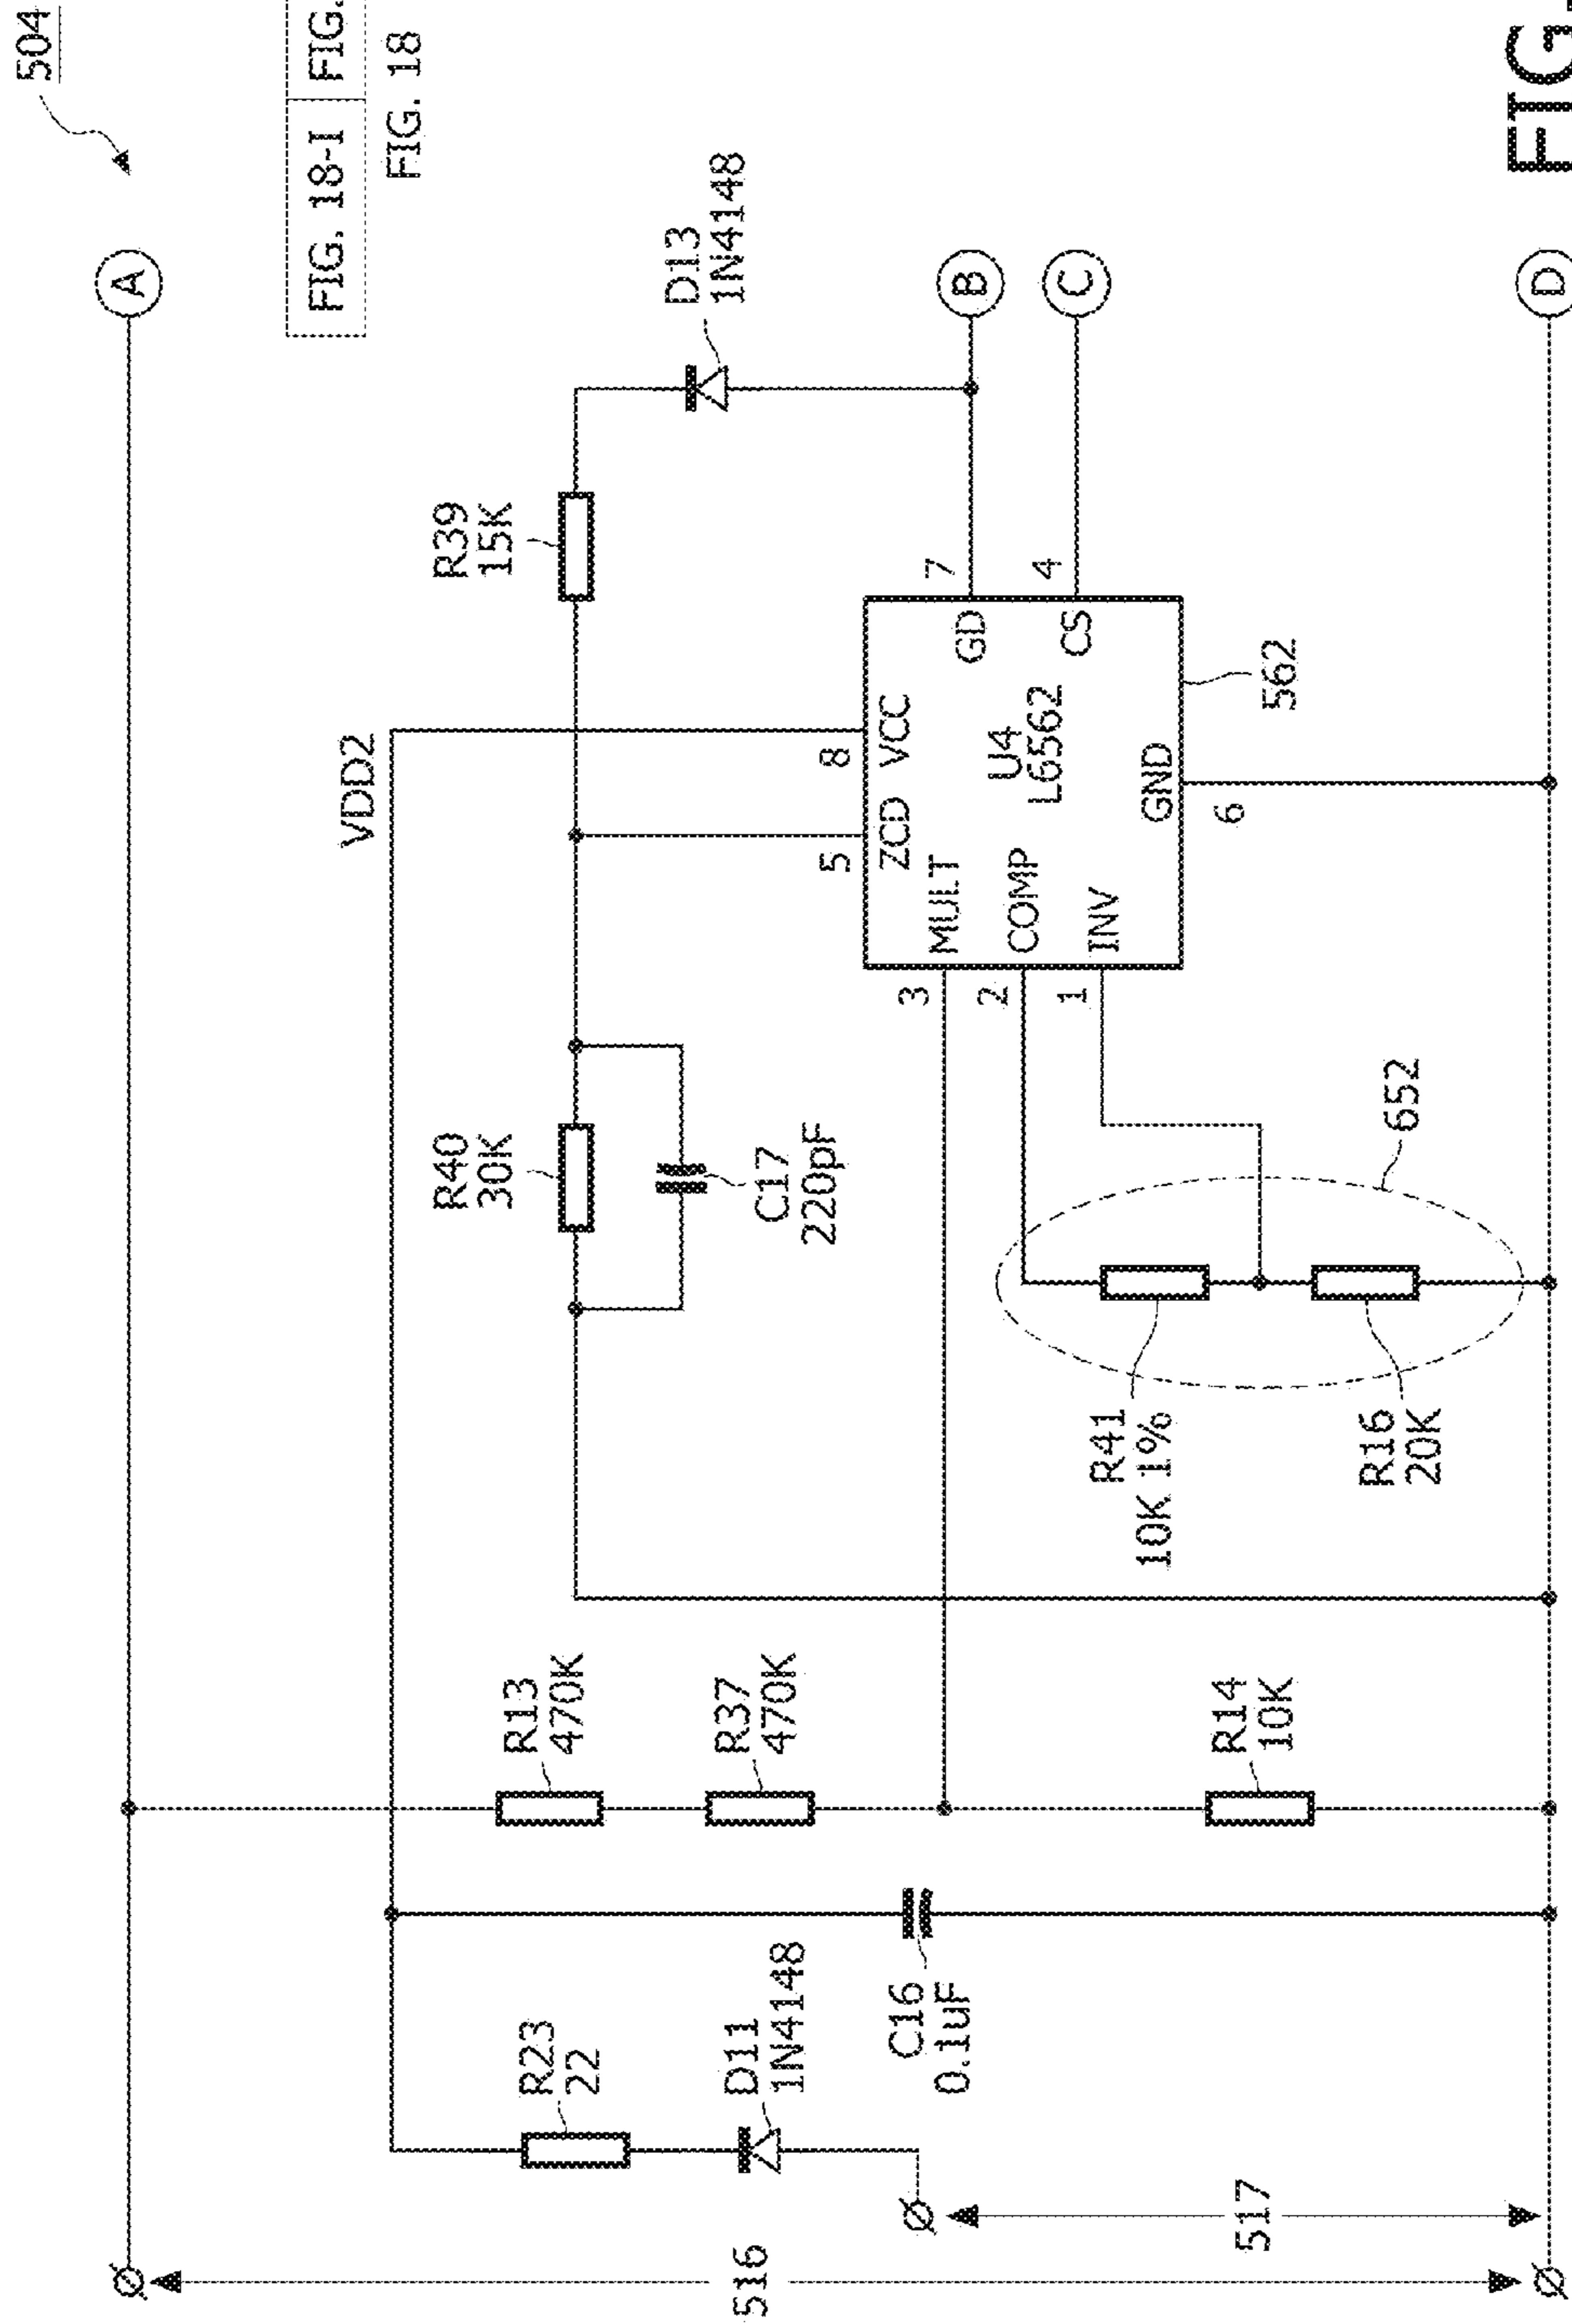 504
FIG. 18-I
FIG.
FIG. 18
A
VDD2
R39
15K
D13
1N4148
R40
30K
C17
220pF
R13
470K
R37
470K
R23
22
D11
1N4148
C16
0.1uF
R14
10K
5
8
ZCD
VCC
3
MULT
2
COMP
1
INV
U4
L6562
GND
6
GD
7
CS
4
B
C
562
652
R41
10K 1%
R16
20K
516
517
D
FIG.